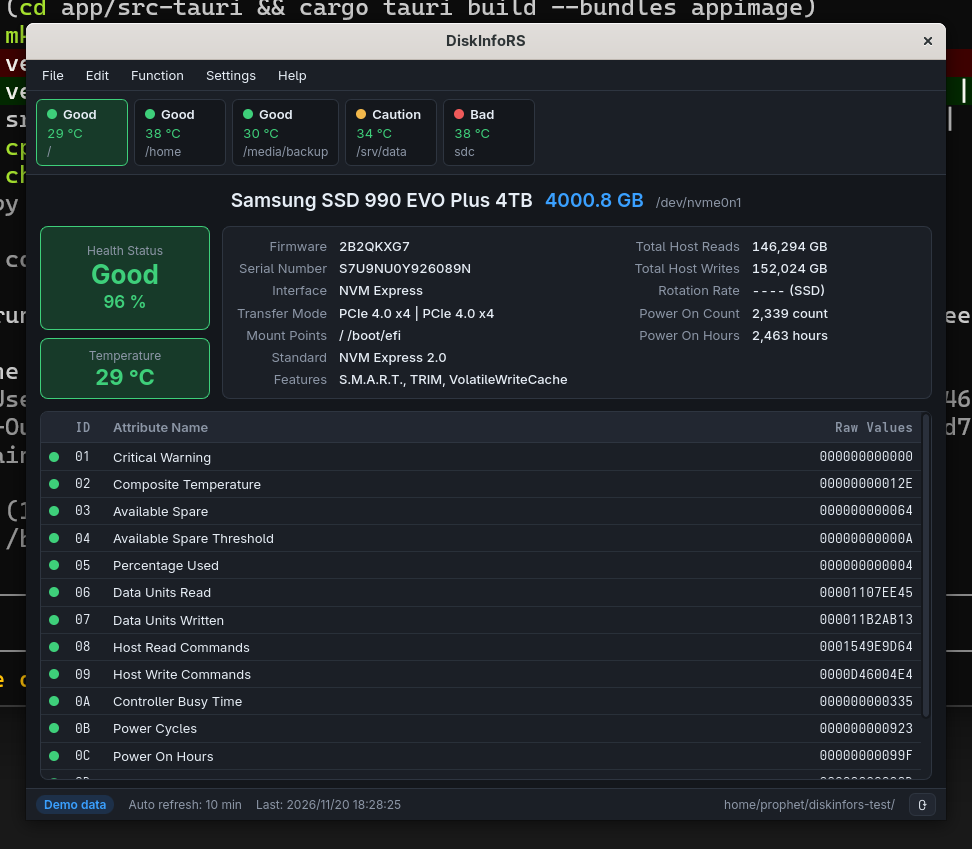 (cd app/src-tauri && cargo tauri build --bundles appimage)
DiskInfoRS
File Edit Function Settings Help
Good Good Good Caution Bad
29 °C 38 °C 30 °C 34 °C 38 °C
/ /home /media/backup /srv/data sdc
Samsung SSD 990 EVO Plus 4TB 4000.8 GB /dev/nvme0n1
Health Status
Good
96 %
Temperature
29 °C
Firmware 2B2QKXG7
Serial Number S7U9NU0Y926089N
Interface NVM Express
Transfer Mode PCIe 4.0 x4 | PCIe 4.0 x4
Mount Points / /boot/efi
Standard NVM Express 2.0
Features S.M.A.R.T., TRIM, VolatileWriteCache
Total Host Reads 146,294 GB
Total Host Writes 152,024 GB
Rotation Rate ---- (SSD)
Power On Count 2,339 count
Power On Hours 2,463 hours
ID Attribute Name Raw Values
01 Critical Warning 000000000000
02 Composite Temperature 00000000012E
03 Available Spare 000000000064
04 Available Spare Threshold 00000000000A
05 Percentage Used 000000000004
06 Data Units Read 00001107EE45
07 Data Units Written 000011B2AB13
08 Host Read Commands 0001549E9D64
09 Host Write Commands 0000D46004E4
0A Controller Busy Time 000000000335
0B Power Cycles 000000000923
0C Power On Hours 00000000099F
Demo data Auto refresh: 10 min Last: 2026/11/20 18:28:25 home/prophet/diskinfors-test/